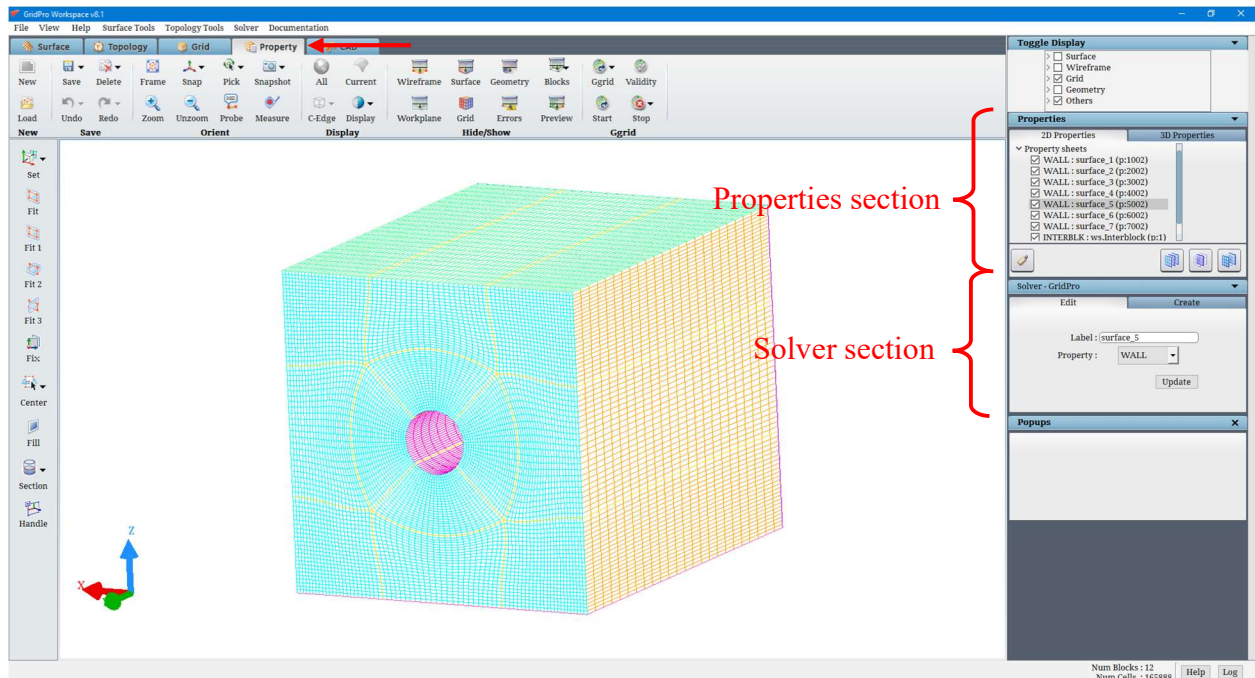 GridPro Workspace v8.1
File View Help Surface Tools Topology Tools Solver Documentation
Surface Topology Grid Property CAD
New Save Delete Frame Snap Pick Snapshot All Current Wireframe Surface Geometry Blocks Ggrid Validity
Load Undo Redo Zoom Unzoom Probe Measure C-Edge Display Workplane Grid Errors Preview Start Stop
New Save Orient Display Hide/Show Ggrid
Set
Fit
Fit 1
Fit 2
Fit 3
Fix
Center
Fill
Section
Handle
Z
X
Properties section
Solver section
Toggle Display
Surface
Wireframe
Grid
Geometry
Others
Properties
2D Properties 3D Properties
Property sheets
WALL : surface_1 (p:1002)
WALL : surface_2 (p:2002)
WALL : surface_3 (p:3002)
WALL : surface_4 (p:4002)
WALL : surface_5 (p:5002)
WALL : surface_6 (p:6002)
WALL : surface_7 (p:7002)
INTERBLK : ws.Interblock (p:1)
Solver - GridPro
Edit Create
Label : surface_5
Property : WALL
Update
Popups
Num Blocks : 12
Num Cells : 165888
Help Log